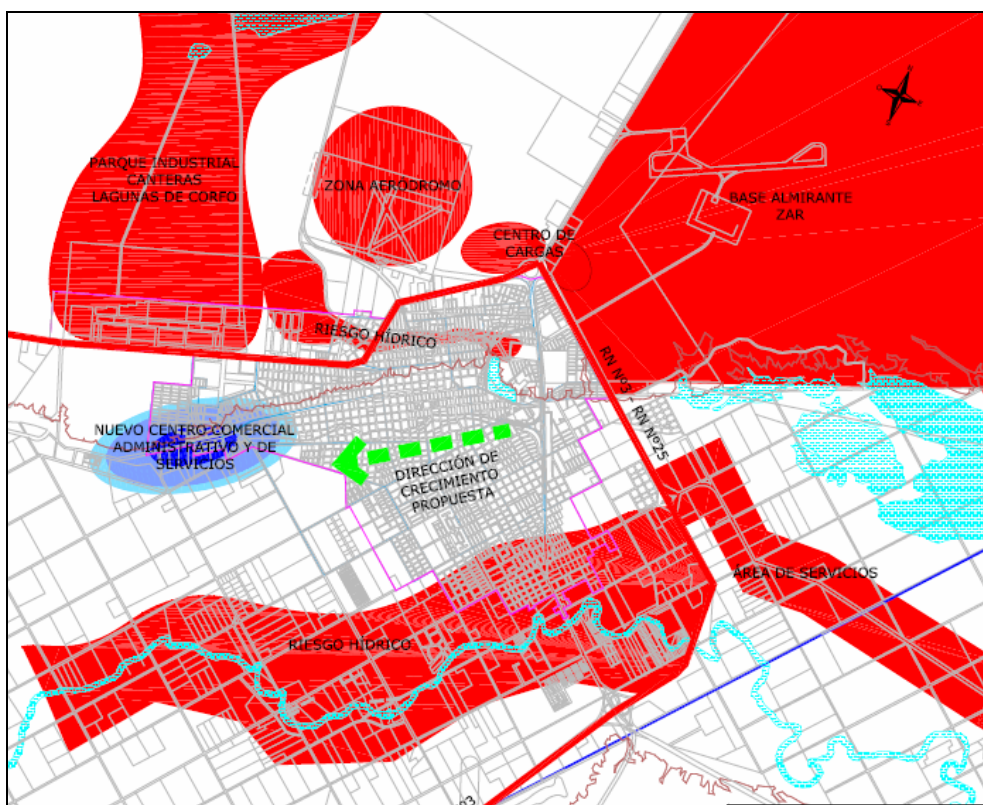 PARQUE INDUSTRIAL
CANTERAS
LAGUNAS DE CORFO
ZONA AERÓDROMO
BASE ALMIRANTE
ZAR
CENTRO DE
CARGAS
RIESGO HÍDRICO
RN Nº3 - RN Nº25
NUEVO CENTRO COMERCIAL
ADMINISTRATIVO Y DE
SERVICIOS
DIRECCIÓN DE
CRECIMIENTO
PROPUESTA
ÁREA DE SERVICIOS
RIESGO HÍDRICO